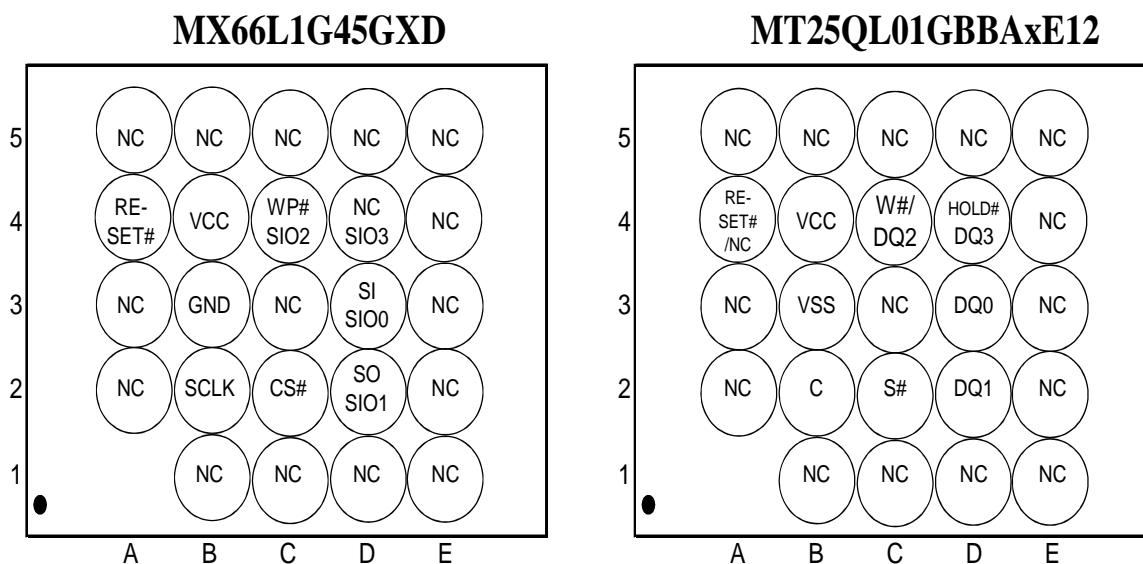 MX66L1G45GXD
5 NC NC NC NC NC
4 RE-
SET# VCC WP#
SIO2 NC
SIO3 NC
3 NC GND NC SI
SIO0 NC
2 NC SCLK CS# SO
SIO1 NC
1 NC NC NC NC
A B C D E
MT25QL01GBBAxE12
5 NC NC NC NC NC
4 RE-
SET#
/NC VCC W#/
DQ2 HOLD#
DQ3 NC
3 NC VSS NC DQ0 NC
2 NC C S# DQ1 NC
1 NC NC NC NC
A B C D E